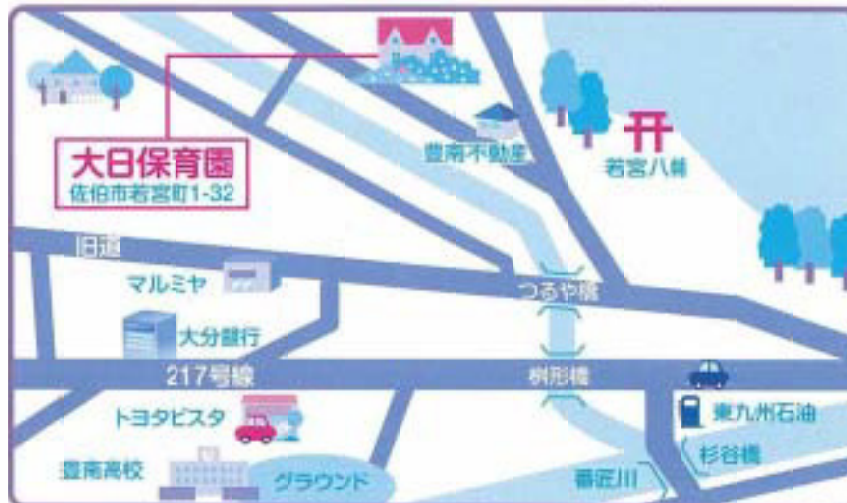 大日保育園
佐伯市若宮町1-32
豊南不動産
若宮八幡
旧道
マルミヤ
つるや橋
大分銀行
217号線
桝形橋
トヨタビスタ
東九州石油
豊南高校
グラウンド
番匠川
杉谷橋